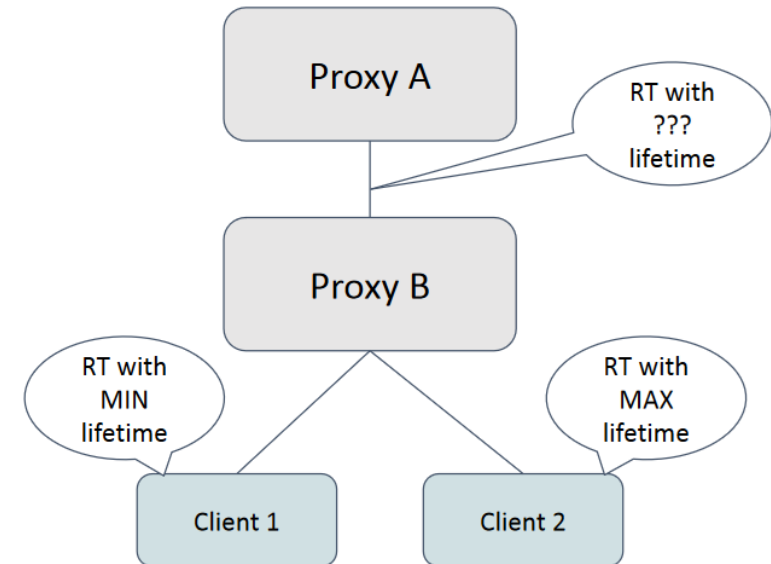 Proxy A
RT with
???
lifetime
Proxy B
RT with
MIN
lifetime
RT with
MAX
lifetime
Client 1
Client 2